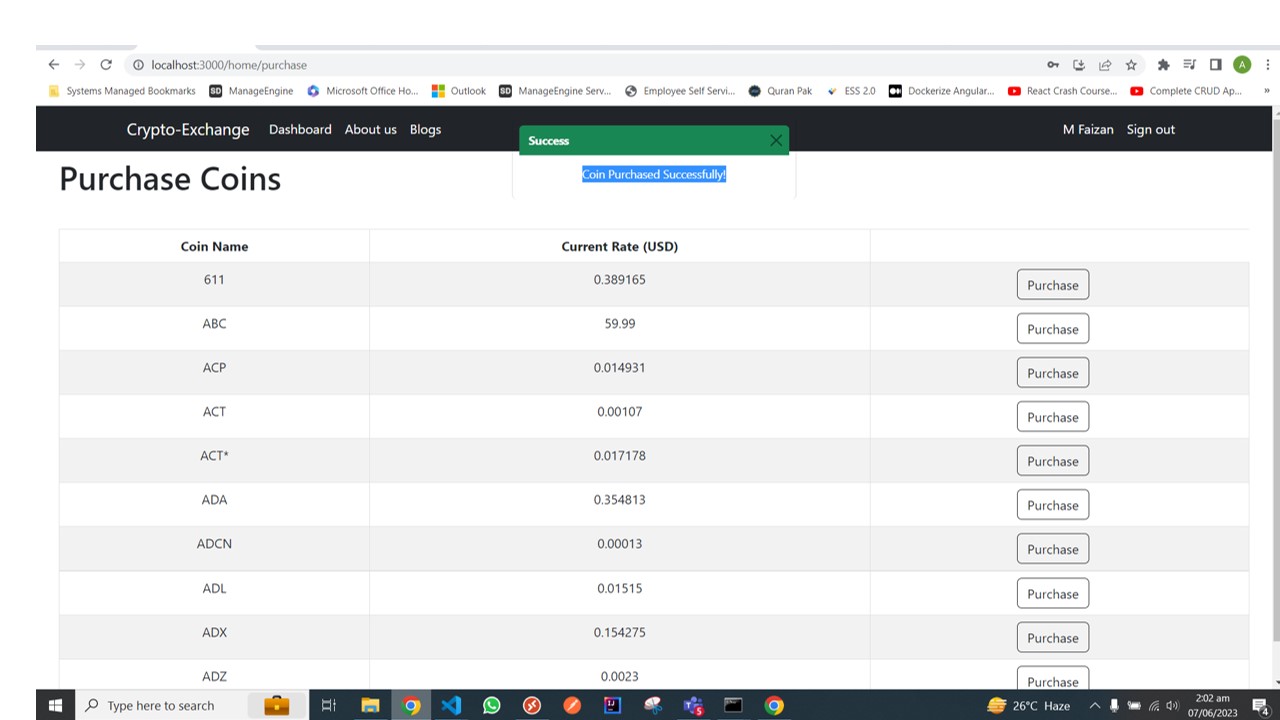 localhost:3000/home/purchase
A
Systems Managed Bookmarks SD ManageEngine Microsoft Office Ho... Outlook SD ManageEngine Serv... Employee Self Servi... Quran Pak ESS 2.0 Dockerize Angular... React Crash Course... Complete CRUD Ap... »
Crypto-Exchange Dashboard About us Blogs M Faizan Sign out
Success
Coin Purchased Successfully!
Purchase Coins
Coin Name Current Rate (USD)
611 0.389165 Purchase
ABC 59.99 Purchase
ACP 0.014931 Purchase
ACT 0.00107 Purchase
ACT* 0.017178 Purchase
ADA 0.354813 Purchase
ADCN 0.00013 Purchase
ADL 0.01515 Purchase
ADX 0.154275 Purchase
ADZ 0.0023 Purchase
Type here to search 26°C Haze 2:02 am
07/06/2023